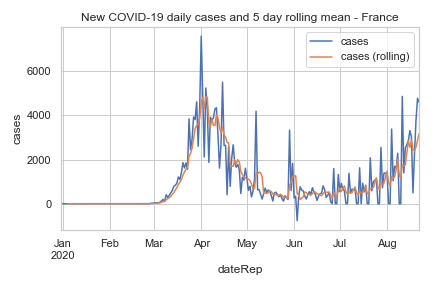 New COVID-19 daily cases and 5 day rolling mean - France
cases
cases (rolling)
6000
4000
2000
0
cases
Jan
2020
Feb
Mar
Apr
May
Jun
Jul
Aug
dateRep